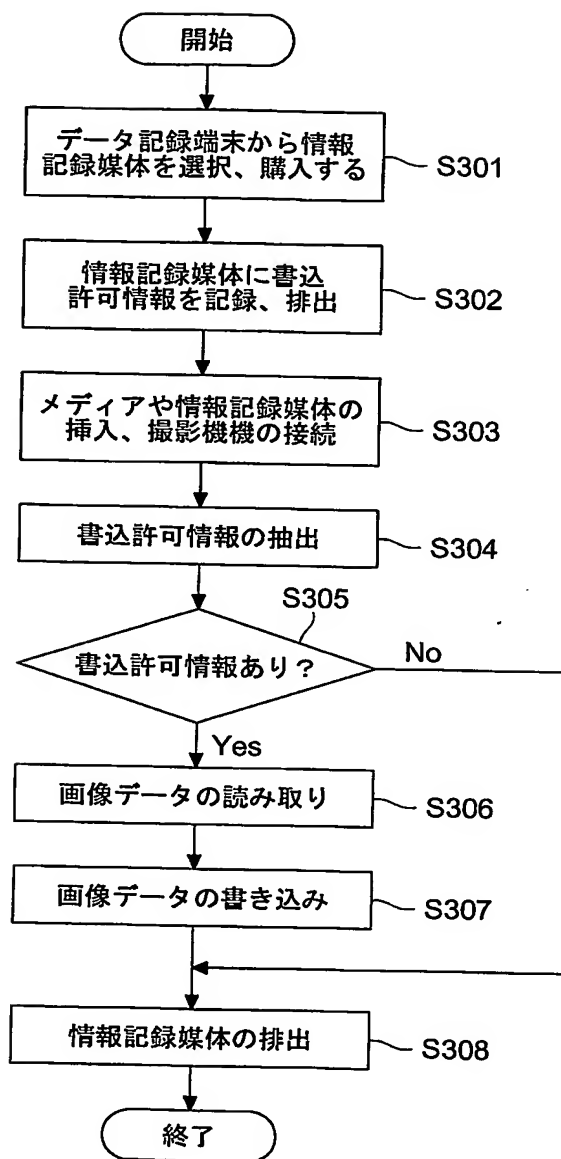 開始
データ記録端末から情報
記録媒体を選択、購入する
S301
情報記録媒体に書込
許可情報を記録、排出
S302
メディアや情報記録媒体の
挿入、撮影機機の接続
S303
書込許可情報の抽出
S304
S305
書込許可情報あり？
No
Yes
画像データの読み取り
S306
画像データの書き込み
S307
情報記録媒体の排出
S308
終了